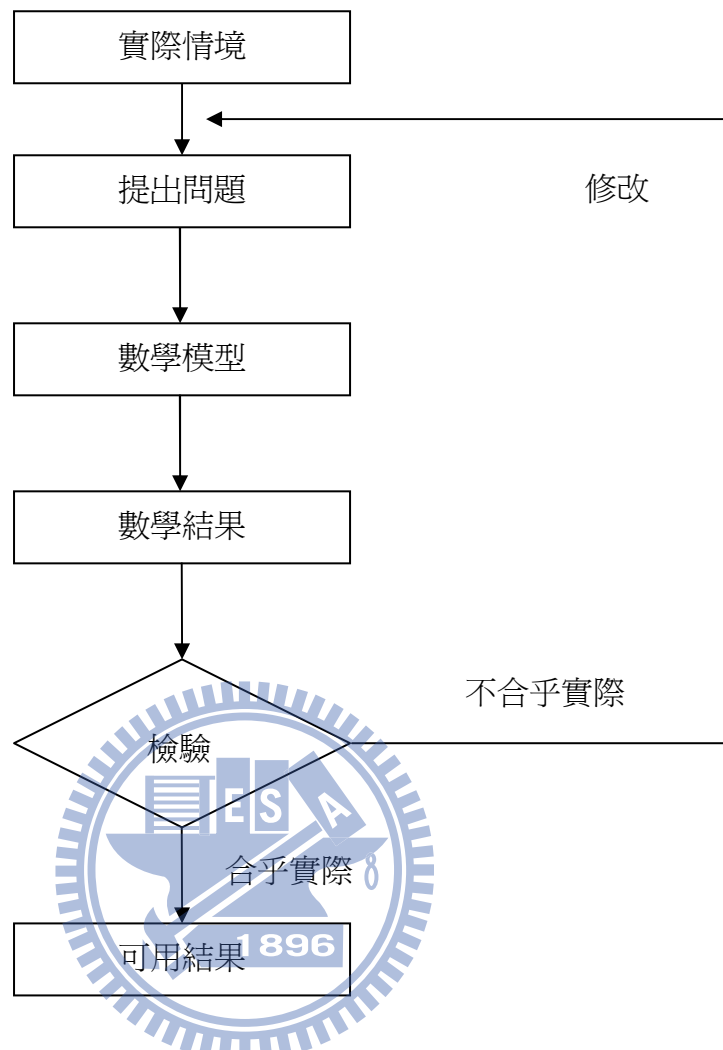 實際情境
提出問題
修改
數學模型
數學結果
不合乎實際
檢驗
E S A
合乎實際
8
可用結果
1896